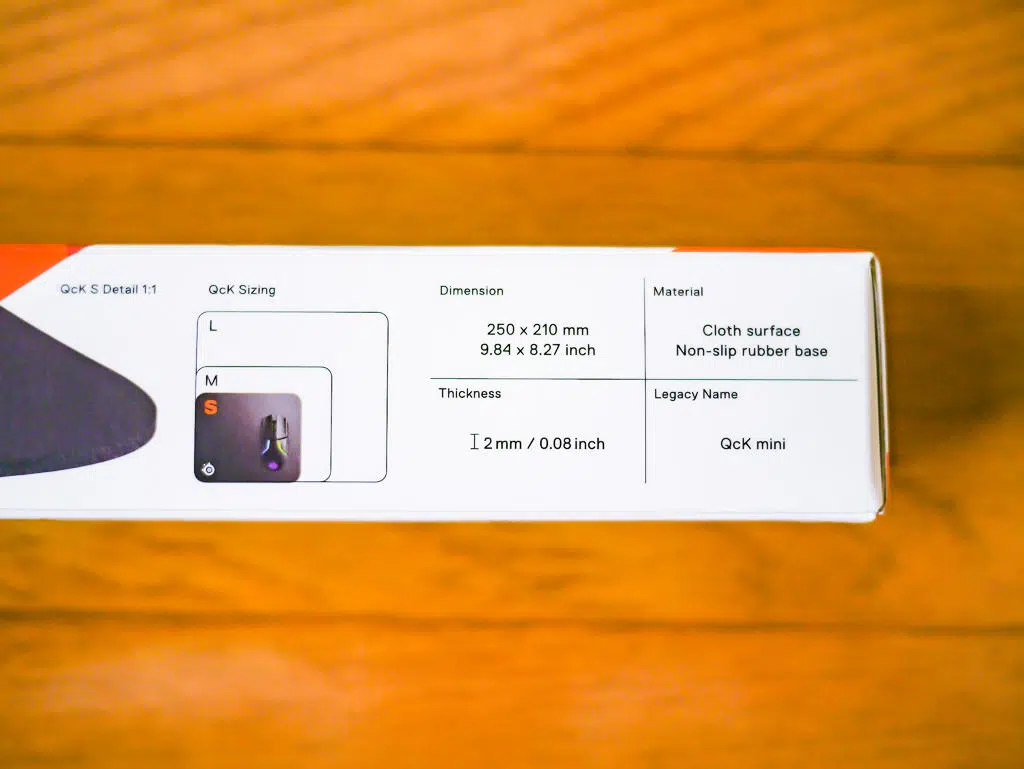 QcK S Detail 1:1
QcK Sizing
L
M
S
Dimension
250 x 210 mm
9.84 x 8.27 inch
Material
Cloth surface
Non-slip rubber base
Thickness
2 mm / 0.08 inch
Legacy Name
QcK mini